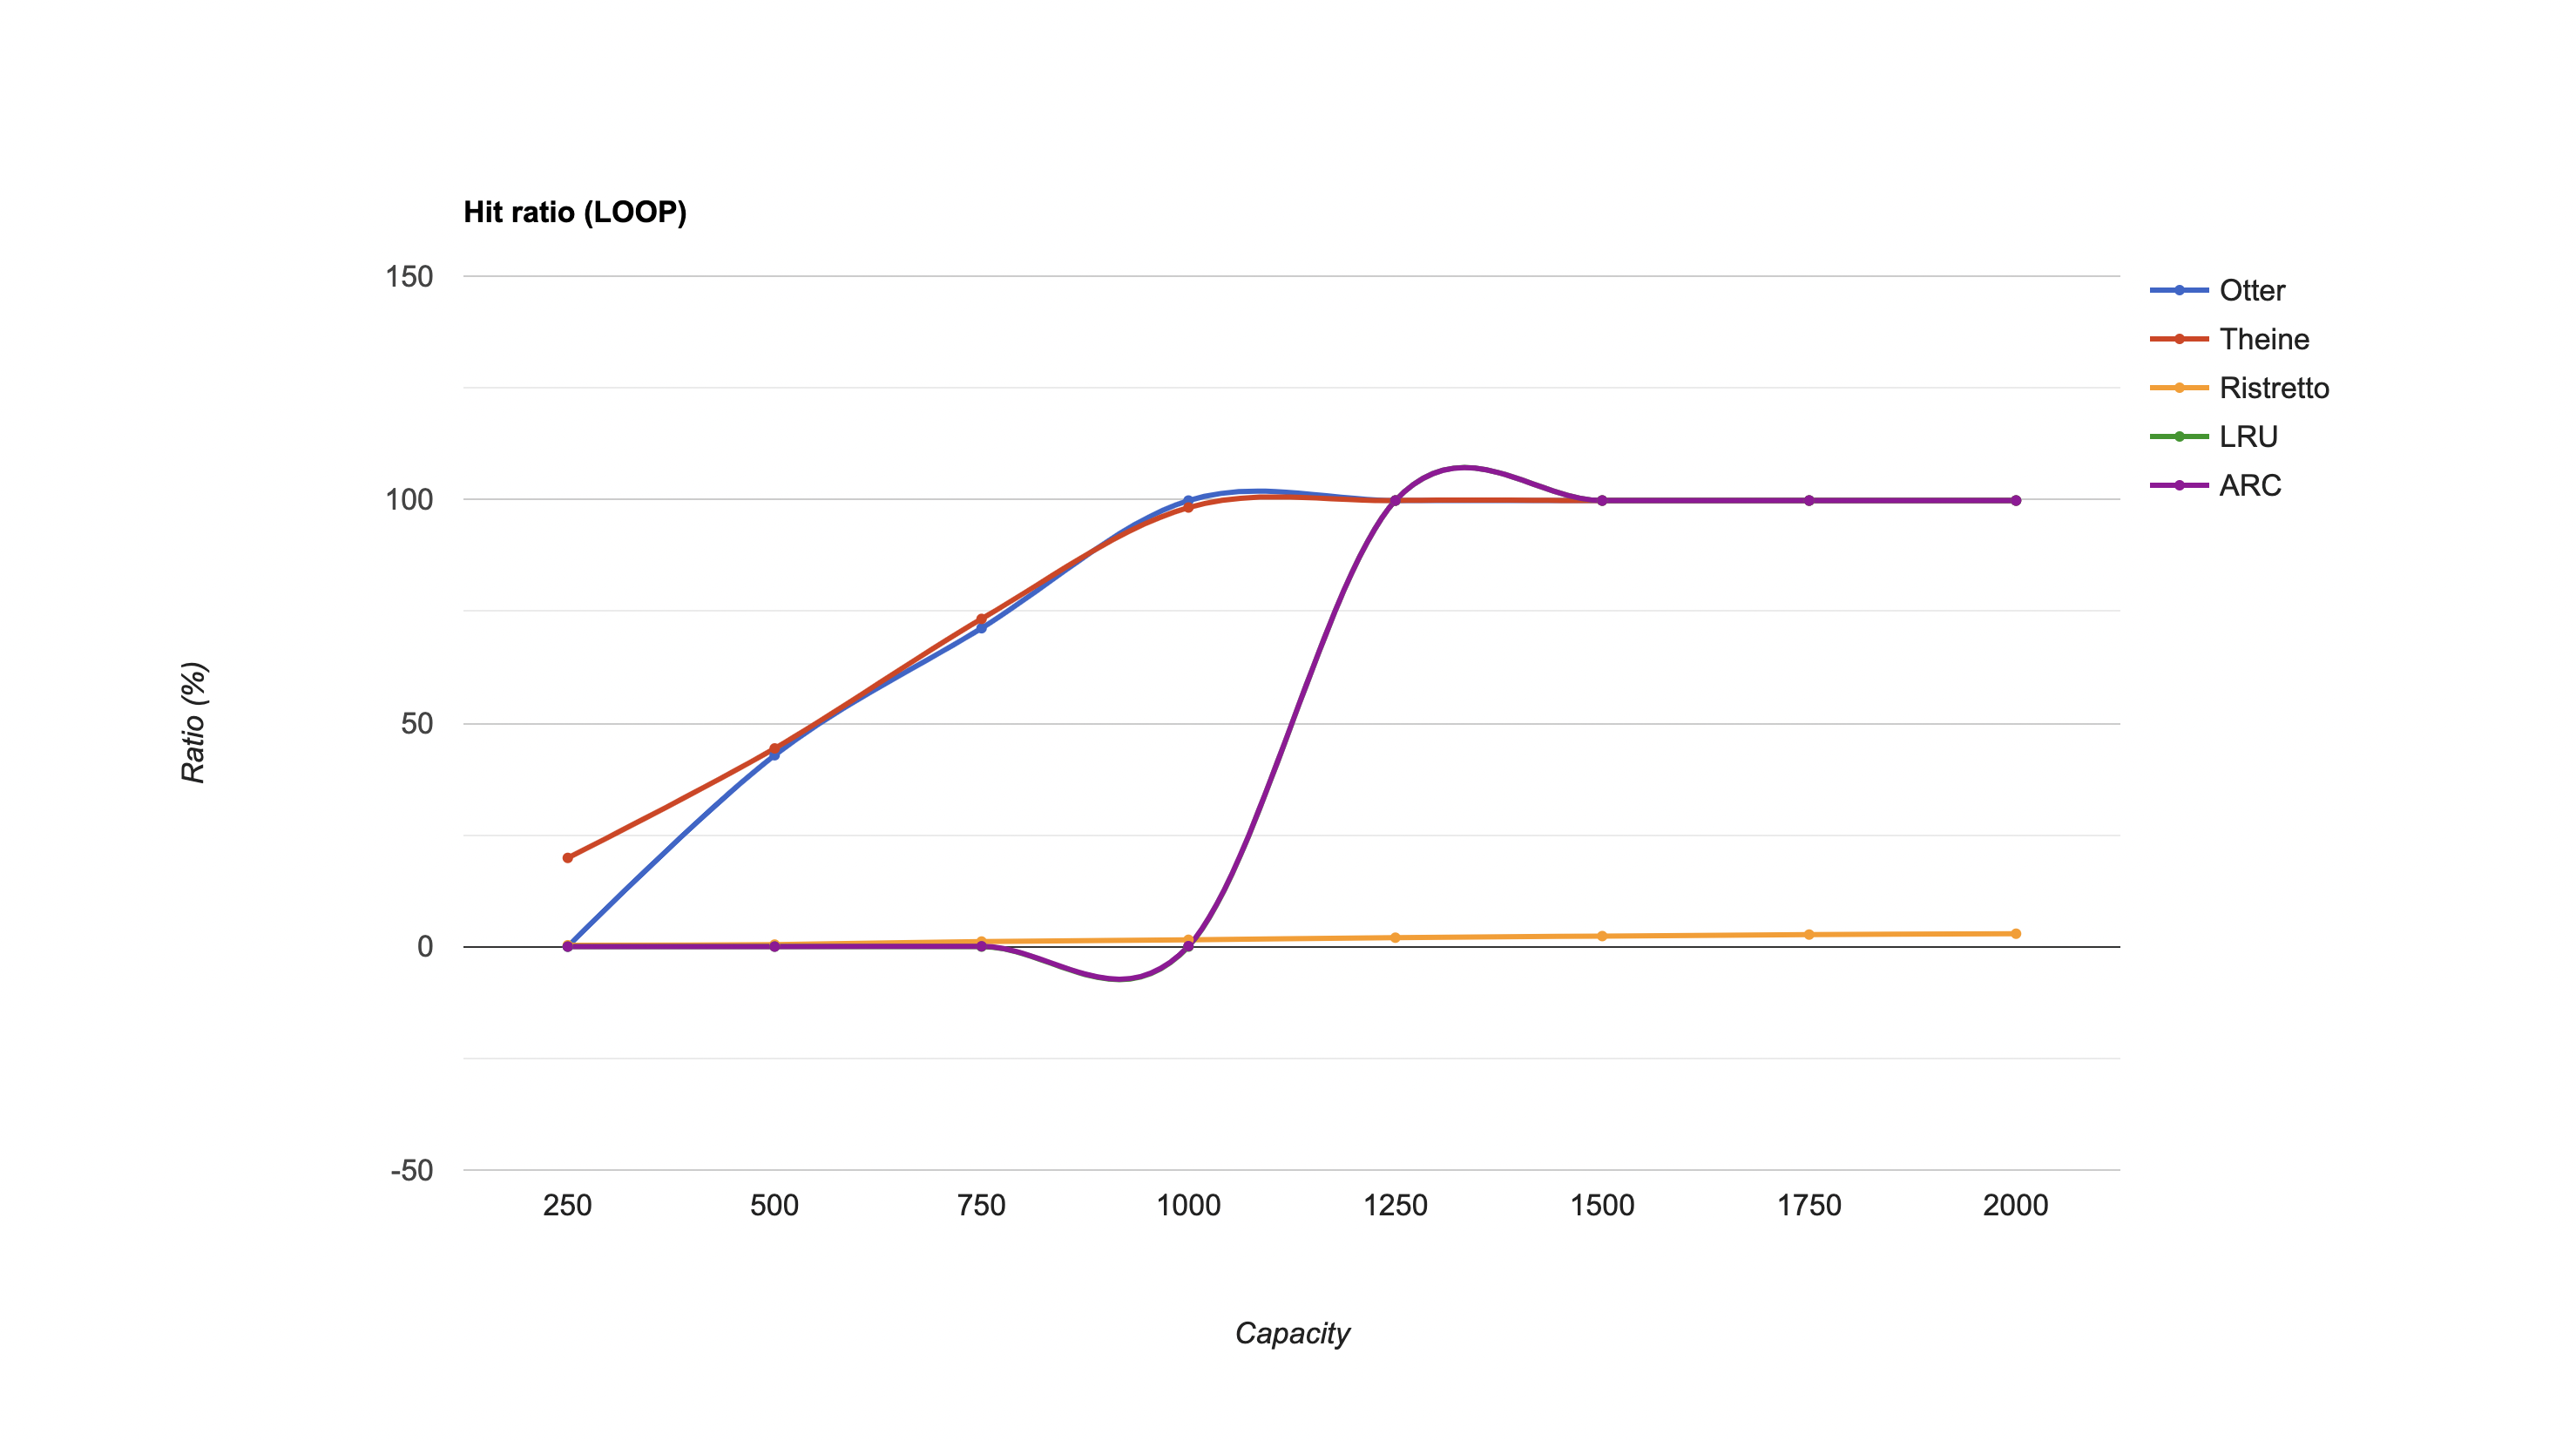 Hit ratio (LOOP)
150
100
50
0
-50
Ratio (%)
250 500 750 1000 1250 1500 1750 2000
Capacity
Otter
Theine
Ristretto
LRU
ARC